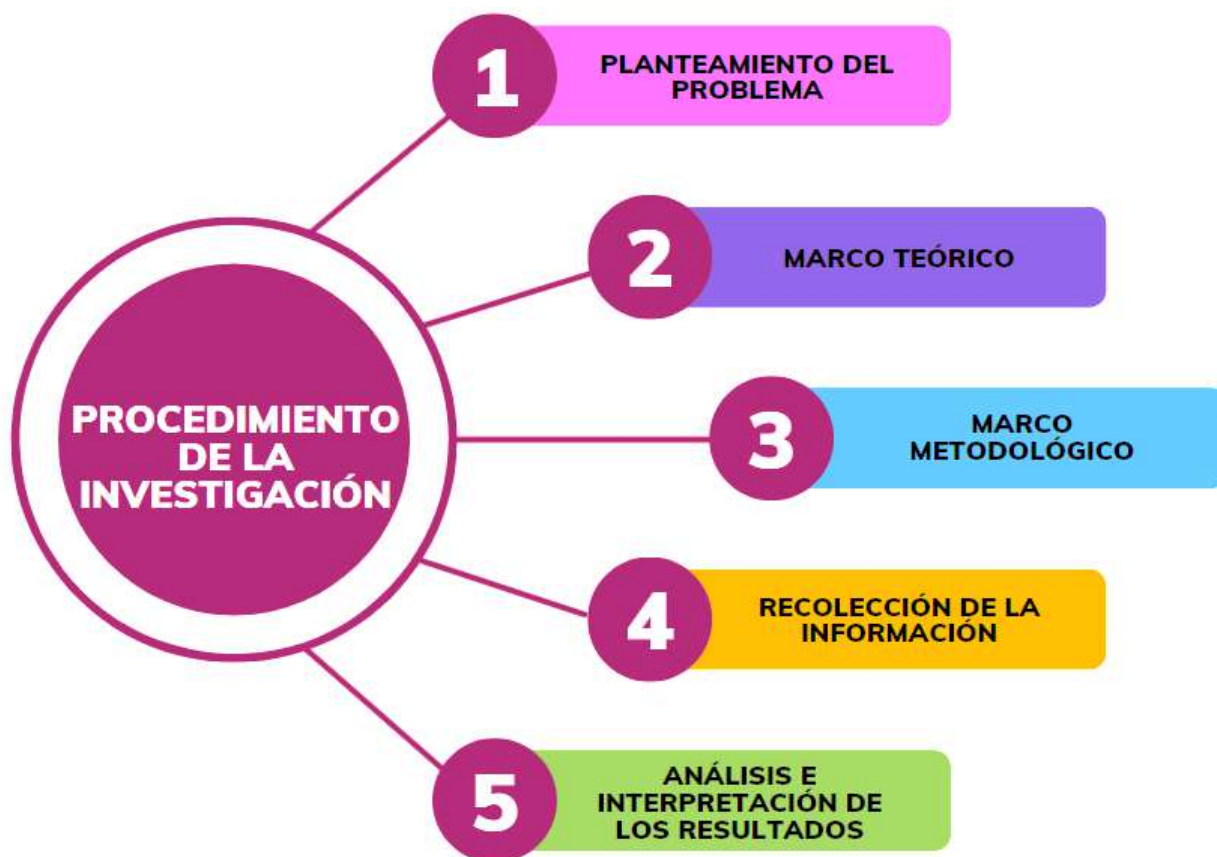 1
PLANTEAMIENTO DEL
PROBLEMA
2
MARCO TEÓRICO
PROCEDIMIENTO
DE LA
INVESTIGACIÓN
3
MARCO
METODOLÓGICO
4
RECOLECCIÓN DE LA
INFORMACIÓN
5
ANÁLISIS E
INTERPRETACIÓN DE
LOS RESULTADOS